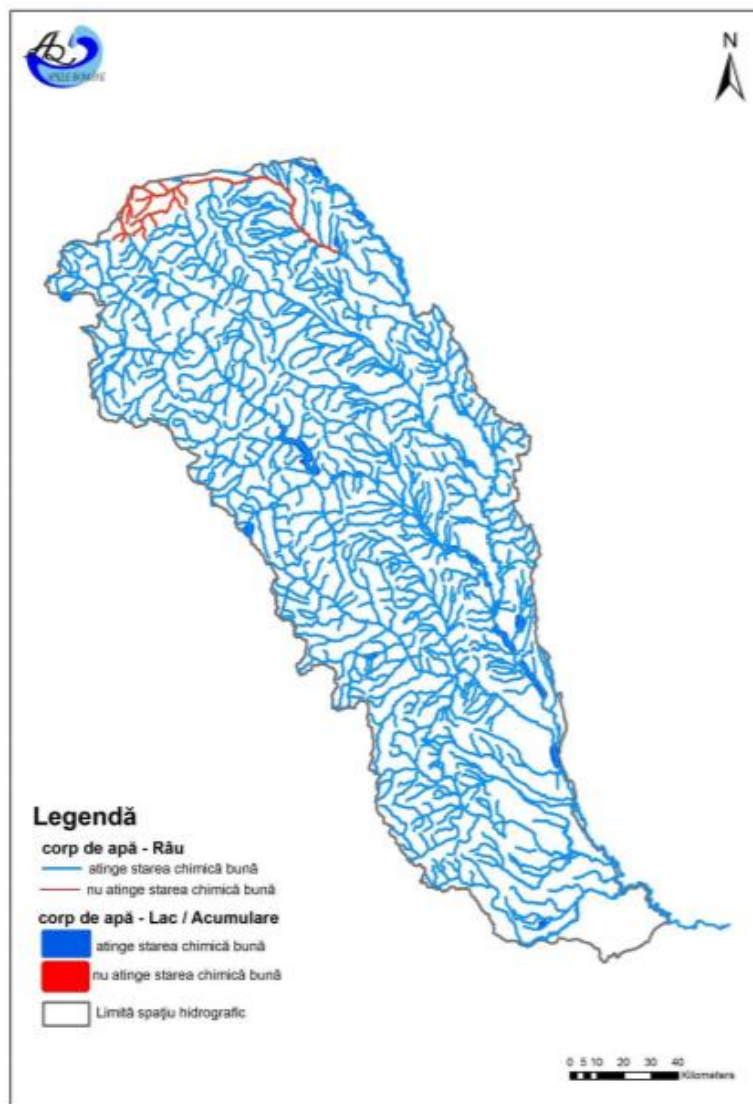 N
Legendă
corp de apă - Râu
atinge starea chimică bună
nu atinge starea chimică bună
corp de apă - Lac / Acumulare
atinge starea chimică bună
nu atinge starea chimică bună
Limită spațiu hidrografic
0 5 10 20 30 40
Kilometers